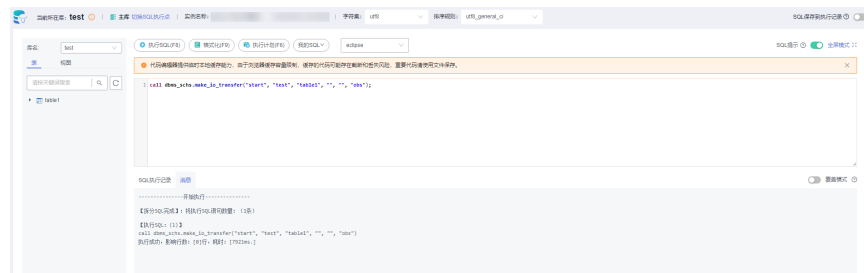 当前所在库: test 主库 切换SQL执行点 实例名称: 字符集: utf8 排序规则: utf8_general_ci SQL保存到执行记录
库名: test
执行SQL(F8) 格式化(F9) 执行计划(F6) 我的SQL eclipse SQL提示 全屏模式
表 视图
代码编辑器提供临时本地缓存能力，由于浏览器缓存容量限制，缓存的代码可能存在截断和丢失风险，重要代码请使用文件保存。
请按关键词搜索
1 call dbms_schs.make_io_transfer("start", "test", "table1", "", "", "obs");
table1
SQL执行记录 消息 覆盖模式
---------------开始执行---------------
【拆分SQL完成】: 将执行SQL语句数量: (1条)
【执行SQL: (1)】
call dbms_schs.make_io_transfer("start", "test", "table1", "", "", "obs")
执行成功, 影响行数: [0]行, 耗时: [7921ms.]